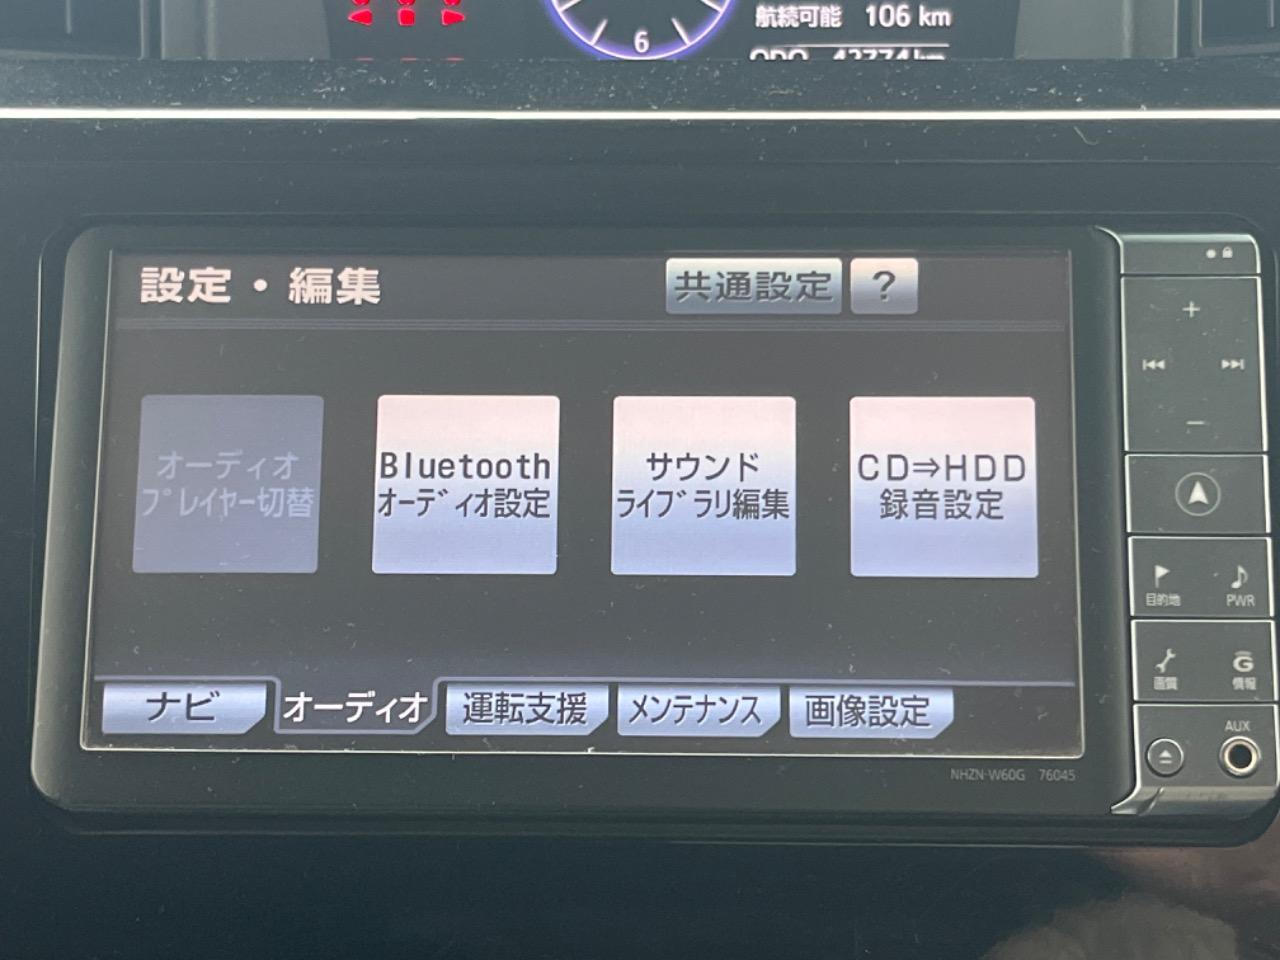 航続可能 106 km
6
ODO 42774 km
設定・編集
共通設定
?
オーディオ
プレイヤー切替
Bluetooth
オーディオ設定
サウンド
ライブラリ編集
CD⇒HDD
録音設定
ナビ
オーディオ
運転支援
メンテナンス
画像設定
目的地
PWR
画質
G
情報
AUX
NHZN-W60G 76045